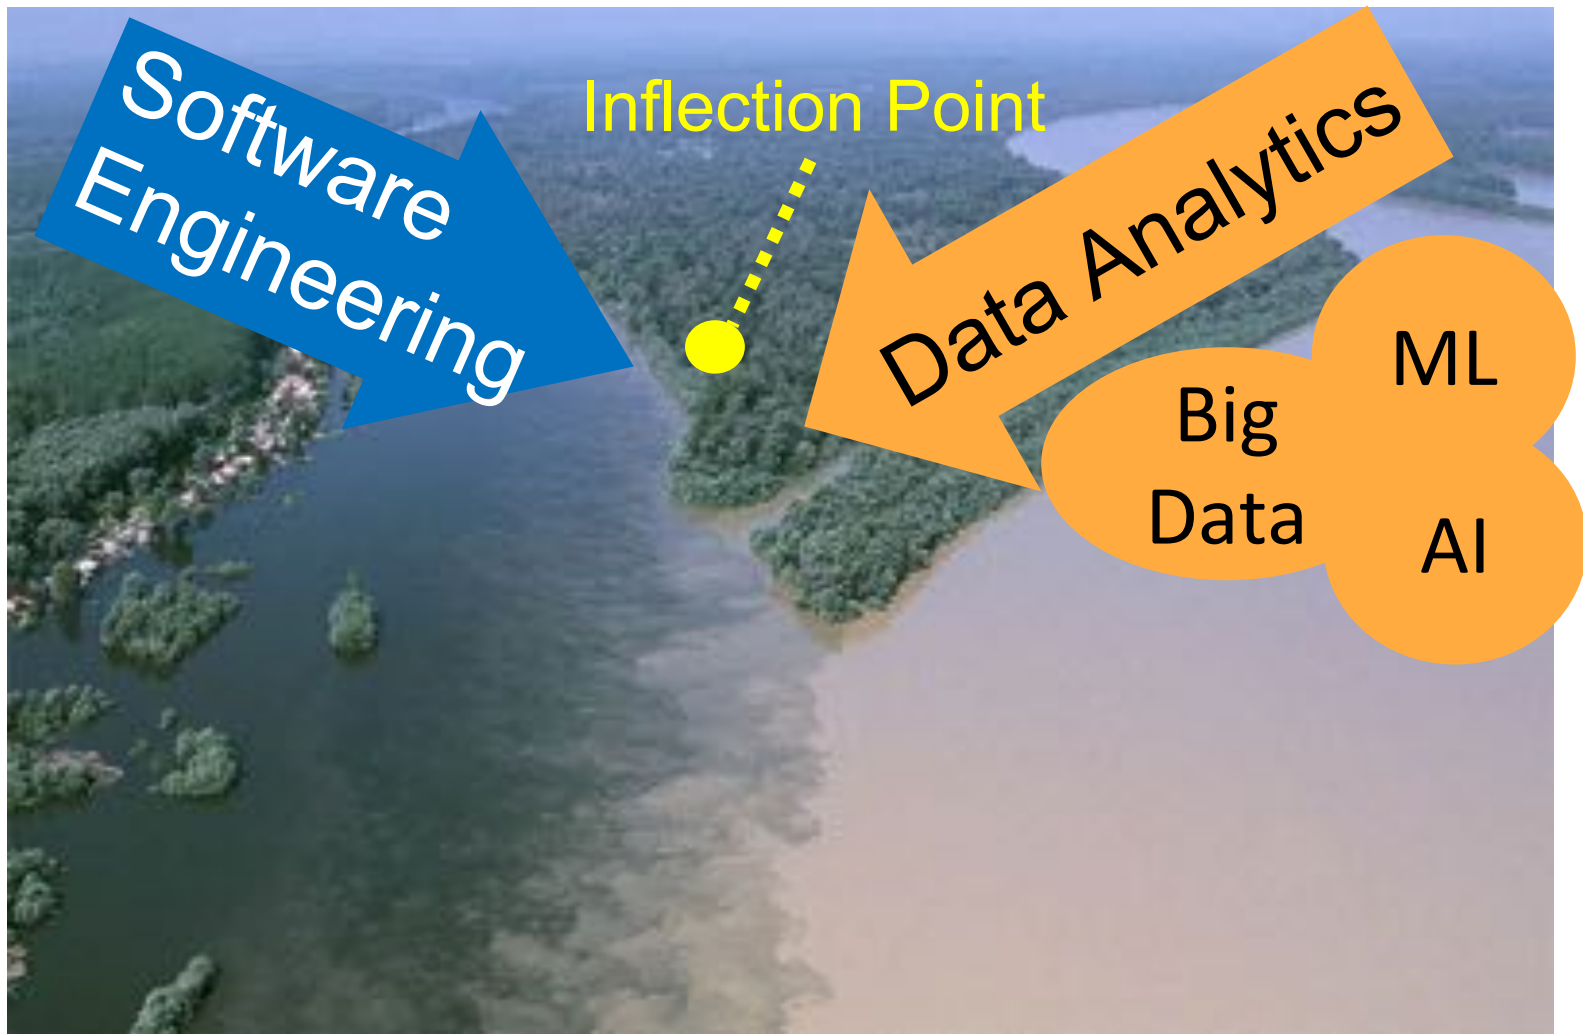 Software
Engineering
Inflection Point
Data Analytics
ML
Big
Data
AI